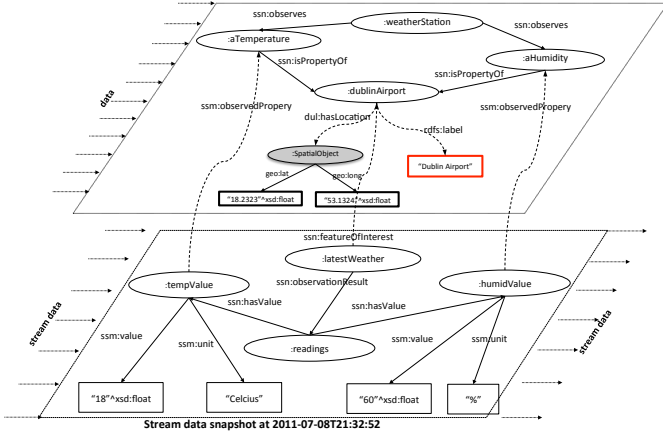 ssn:observes
:weatherStation
ssn:observes
:aTemperature
:aHumidity
ssn:isPropertyOf
ssn:isPropertyOf
:dublinAirport
data
ssm:observedPropery
ssm:observedPropery
dul:hasLocation
rdfs:label
:SpatialObject
"Dublin Airport"
geo:lat
geo:long
"18.2323"^xsd:float
"53.1324"^xsd:float
ssn:featureOfInterest
:latestWeather
:tempValue
ssn:observationResult
:humidValue
ssn:hasValue
ssn:hasValue
stream data
stream data
ssm:value
ssm:unit
:readings
ssm:value
ssm:unit
"18"^xsd:float
"Celcius"
"60"^xsd:float
"%"
Stream data snapshot at 2011-07-08T21:32:52